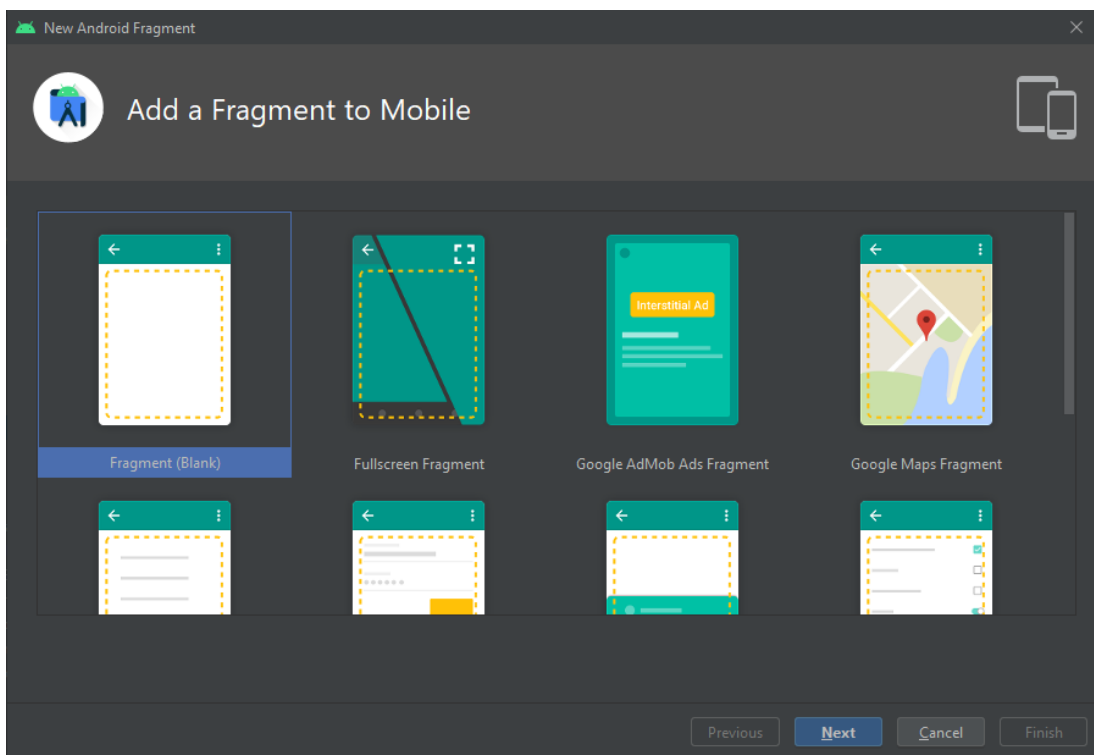 New Android Fragment
Add a Fragment to Mobile
Interstitial Ad
Fragment (Blank)
Fullscreen Fragment
Google AdMob Ads Fragment
Google Maps Fragment
Previous
Next
Cancel
Finish